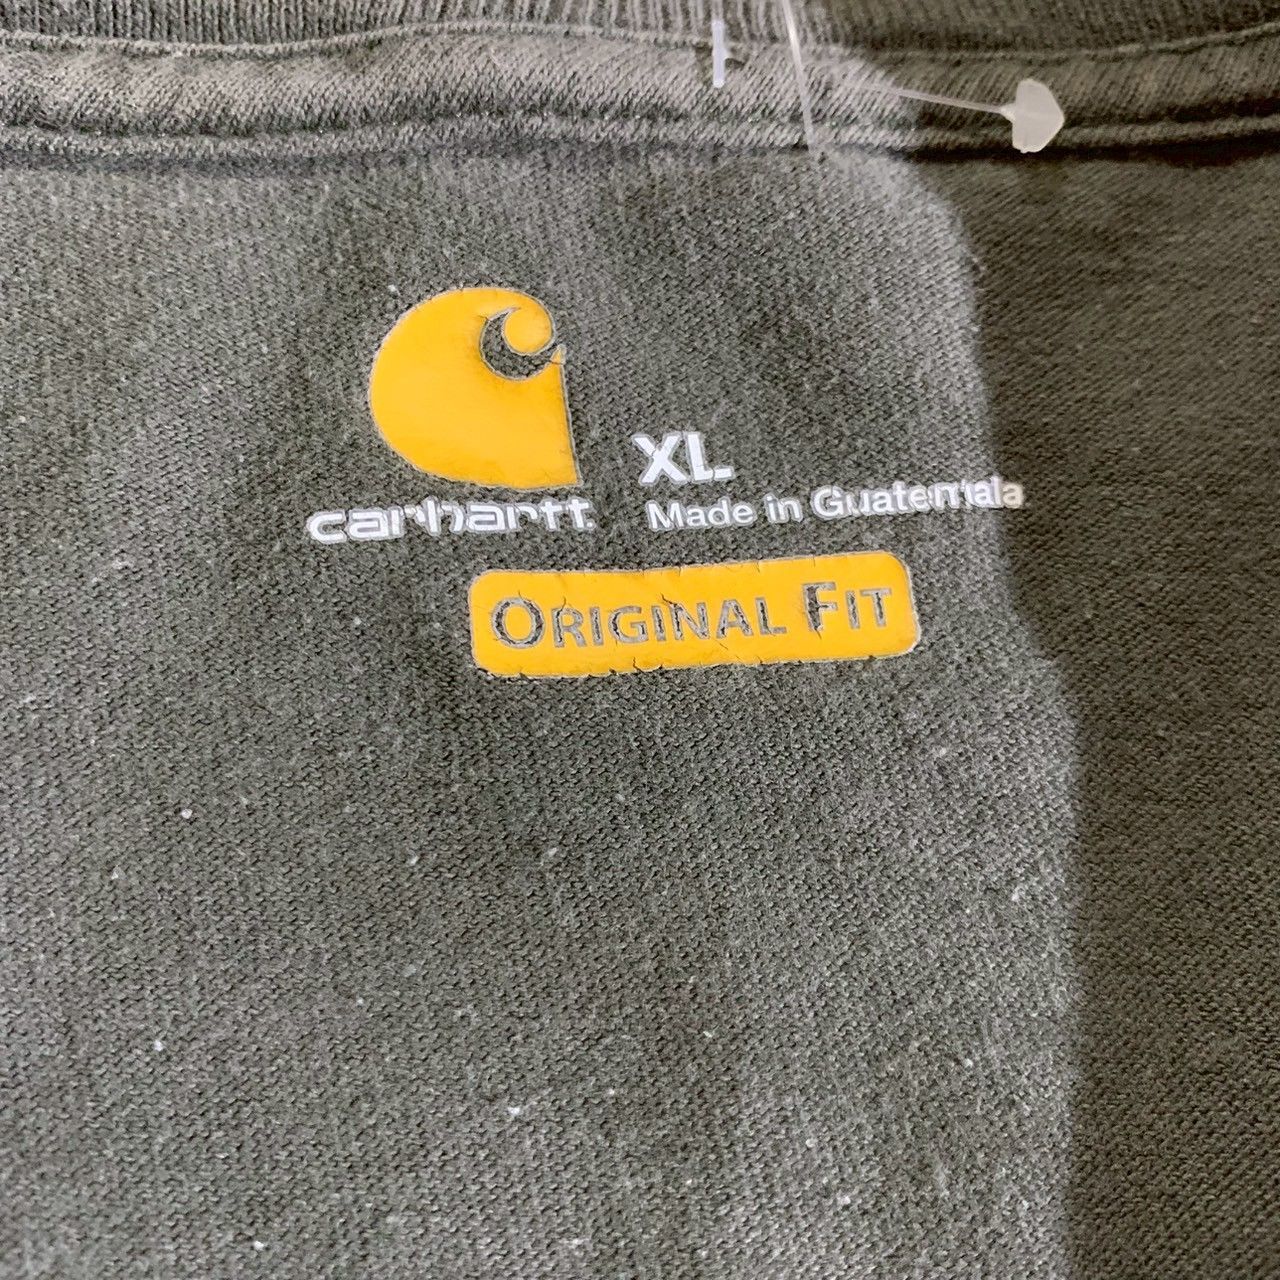 XL
carhartt.
Made in Guatemala
ORIGINAL FIT